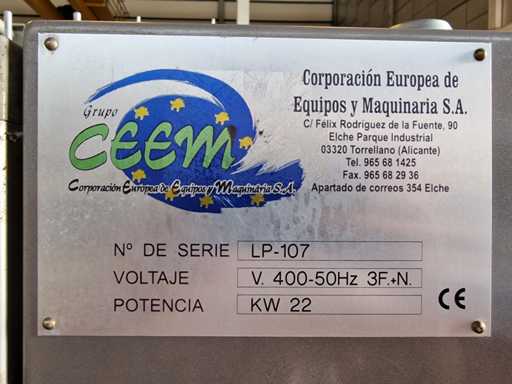 Grupo
CEEM
Corporación Europea de Equipos y Maquinaria S.A.
Corporación Europea de
Equipos y Maquinaria S.A.
C/ Félix Rodríguez de la Fuente, 90
Elche Parque Industrial
03320 Torrellano (Alicante)
Tel. 965 68 1425
Fax. 965 68 29 36
Apartado de correos 354 Elche
Nº DE SERIE LP-107
VOLTAJE V. 400-50Hz 3F.+N.
POTENCIA KW 22
CE